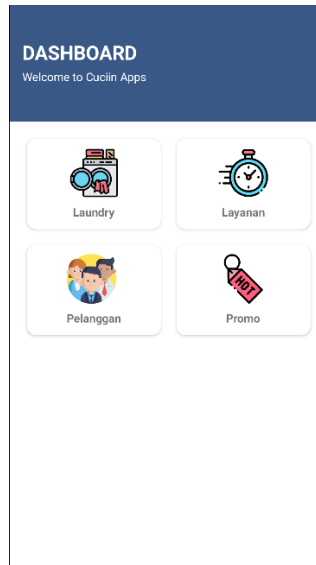 DASHBOARD
Welcome to Cuciin Apps
Laundry
Layanan
Pelanggan
HOT
Promo